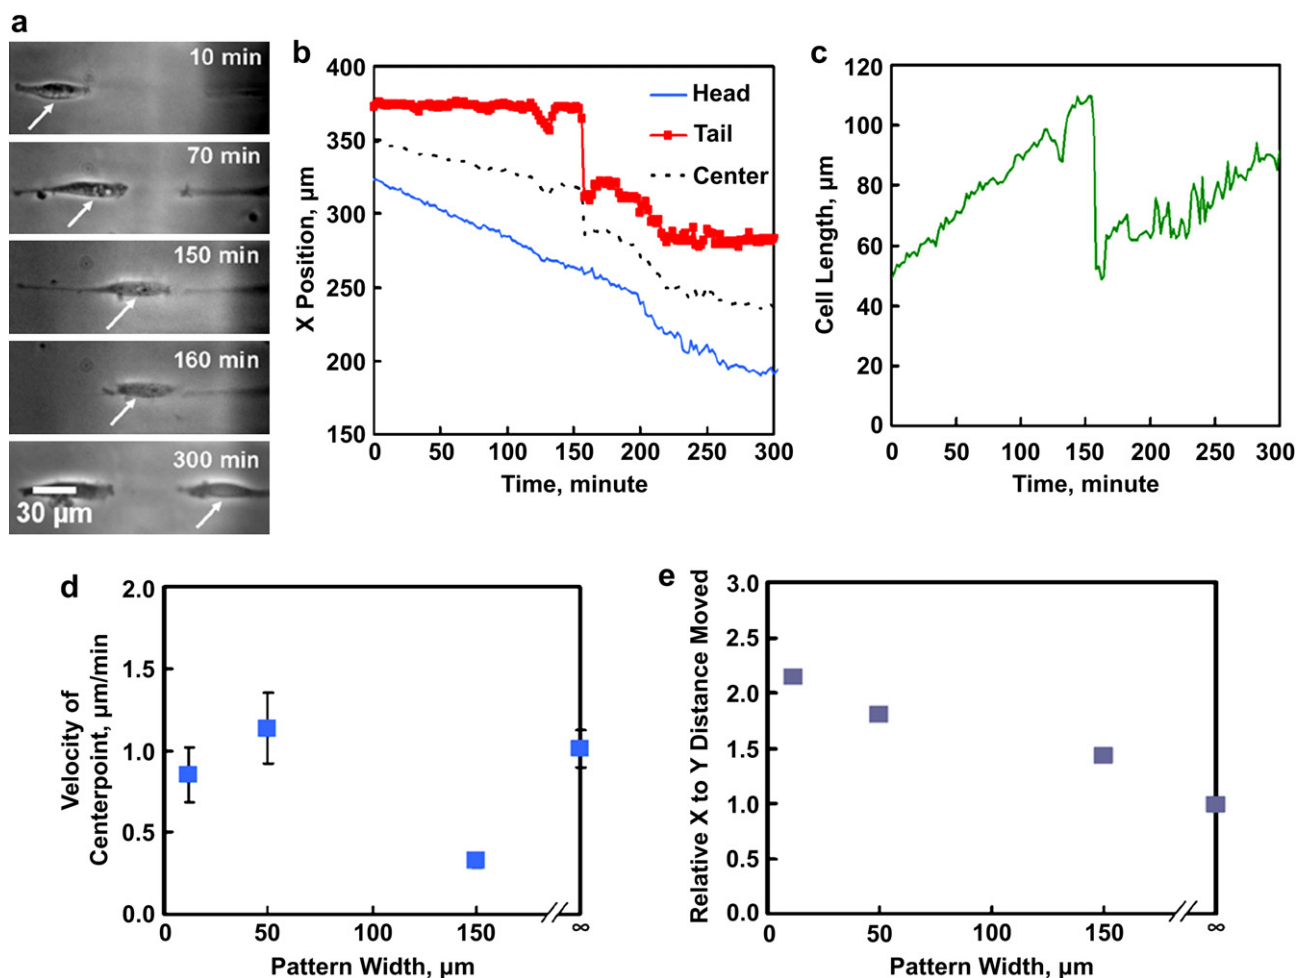 a
10 min
70 min
150 min
160 min
300 min
30 µm
b
400
350
300
250
200
150
X Position, µm
Head
Tail
Center
0
50
100
150
200
250
300
Time, minute
c
120
100
80
60
40
20
0
Cell Length, µm
0
50
100
150
200
250
300
Time, minute
d
2.0
1.5
1.0
0.5
0.0
Velocity of
Centerpoint, µm/min
0
50
100
150
∞
Pattern Width, µm
e
3.0
2.5
2.0
1.5
1.0
0.5
0.0
Relative X to Y Distance Moved
0
50
100
150
∞
Pattern Width, µm